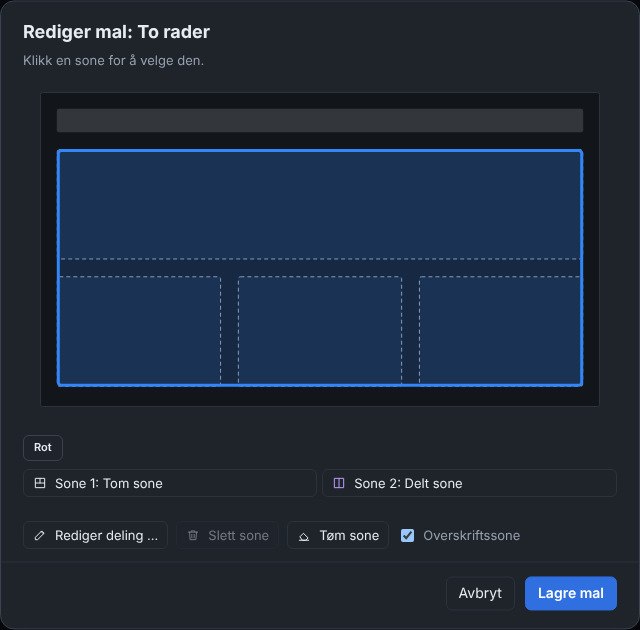 Rediger mal: To rader
Klikk en sone for å velge den.
Rot
Sone 1: Tom sone
Sone 2: Delt sone
Rediger deling ...
Slett sone
Tøm sone
Overskriftssone
Avbryt
Lagre mal